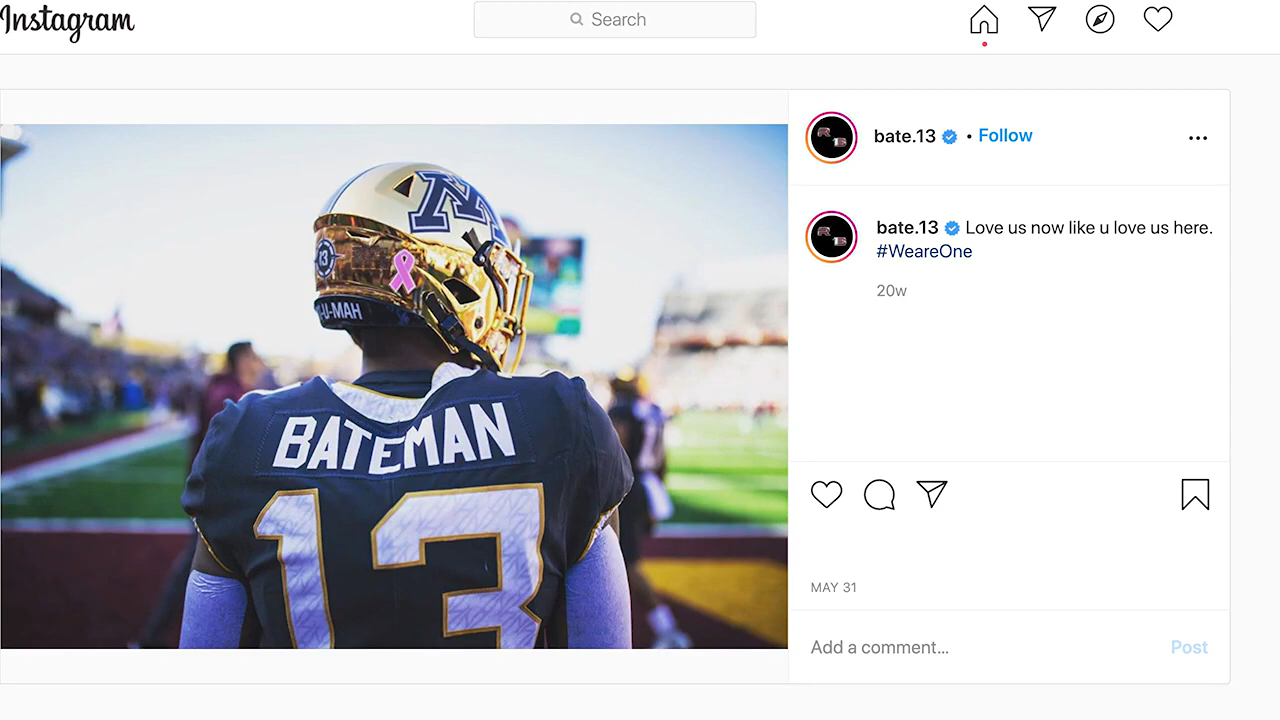 Instagram
Search
bate.13 • Follow
bate.13 Love us now like u love us here.
#WeareOne
20w
M
13
U-MAH
BATEMAN
13
MAY 31
Add a comment...
Post